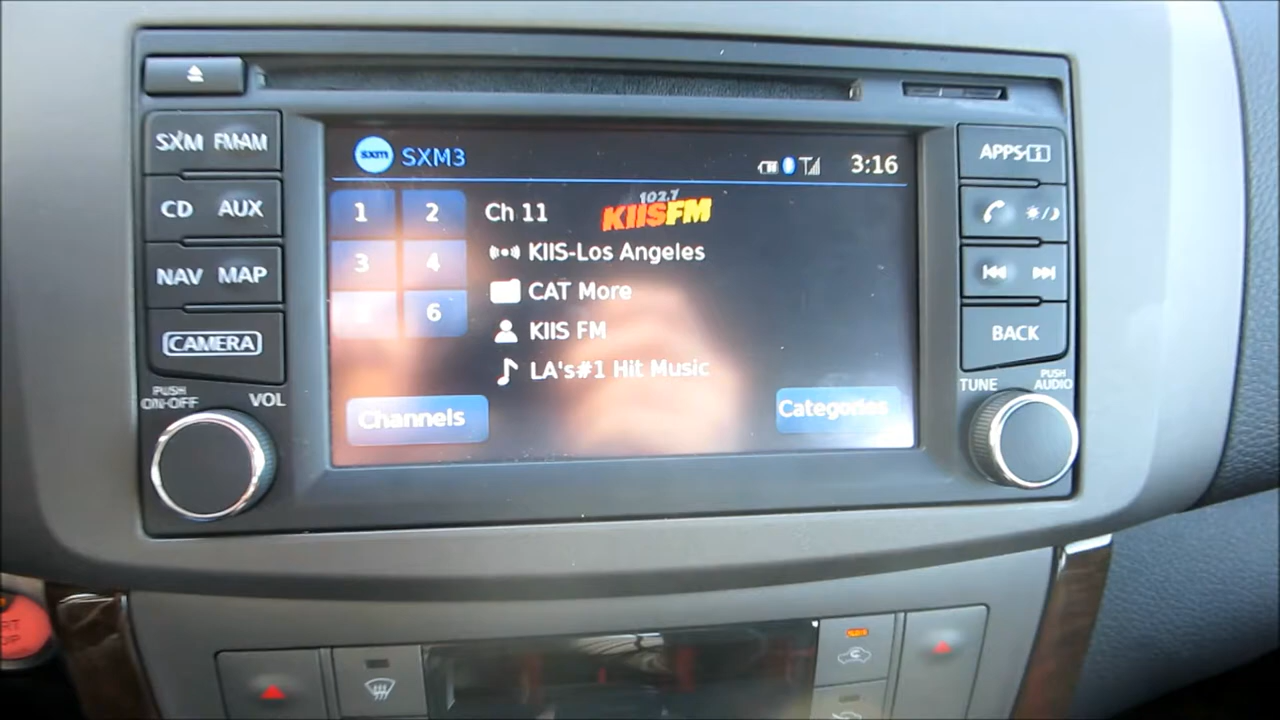 SXM FM·AM
CD AUX
NAV MAP
CAMERA
PUSH
ON·OFF
VOL
sxm SXM3
3:16
1 2
3 4
6
Ch 11
102.7
KIISFM
KIIS-Los Angeles
CAT More
KIIS FM
LA's#1 Hit Music
Channels
Categories
APPS·i
BACK
TUNE
PUSH
AUDIO